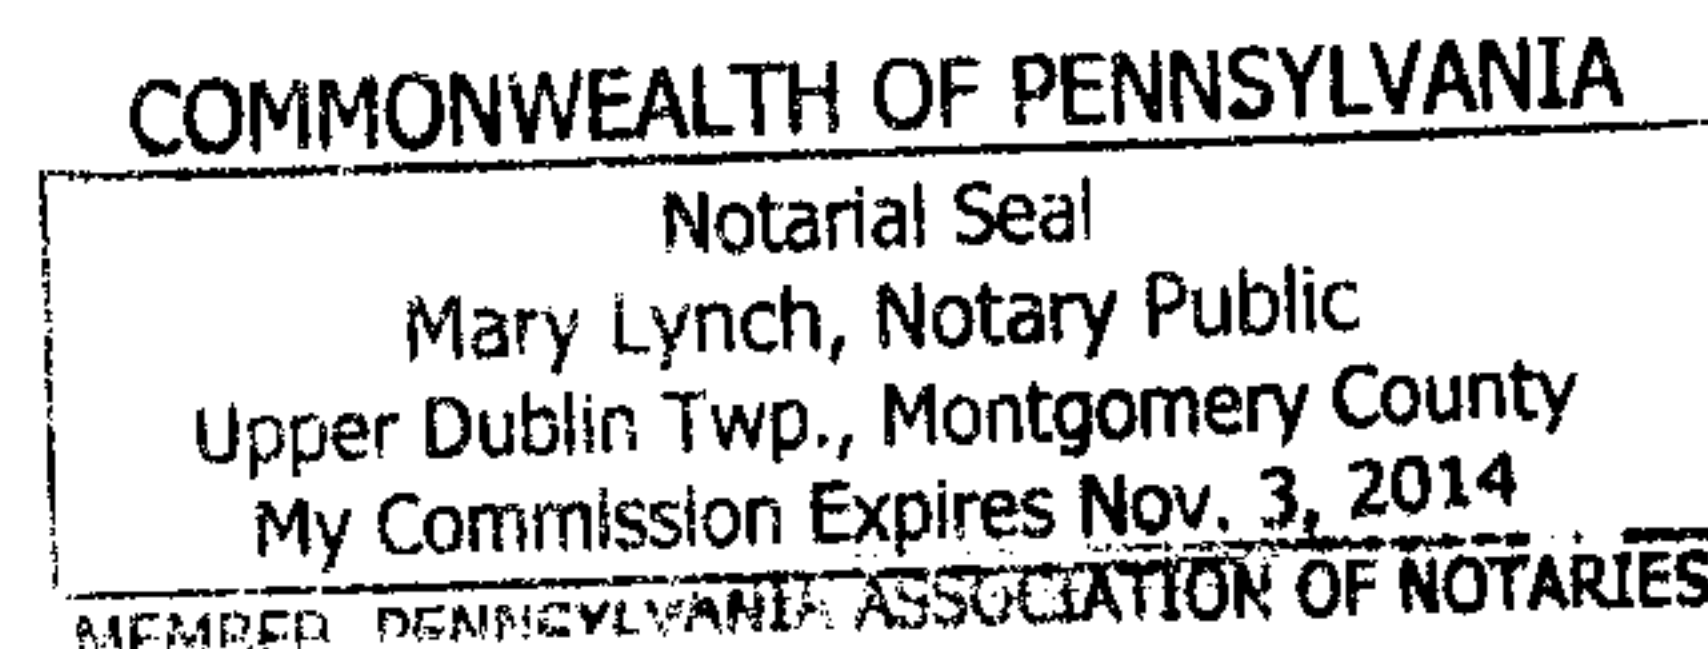 COMMONWEALTH OF PENNSYLVANIA
Notarial Seal
Mary Lynch, Notary Public
Upper Dublin Twp., Montgomery County
My Commission Expires Nov. 3, 2014
MEMBER PENNSYLVANIA ASSOCIATION OF NOTARIES